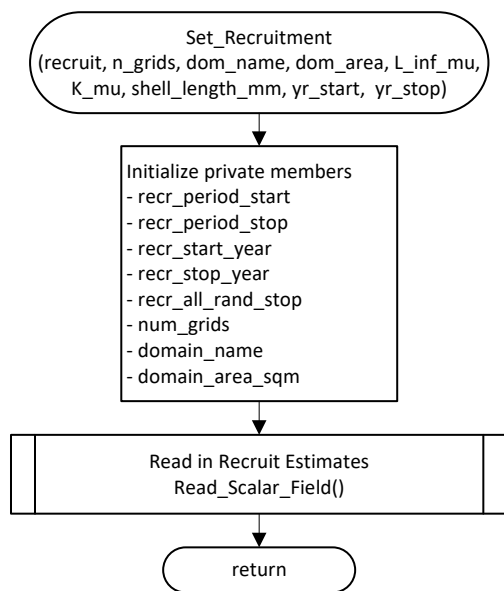 Set_Recruitment
(recruit, n_grids, dom_name, dom_area, L_inf_mu,
K_mu, shell_length_mm, yr_start,  yr_stop)
Initialize private members
- recr_period_start
- recr_period_stop
- recr_start_year
- recr_stop_year
- recr_all_rand_stop
- num_grids
- domain_name
- domain_area_sqm
Read in Recruit Estimates
Read_Scalar_Field()
return